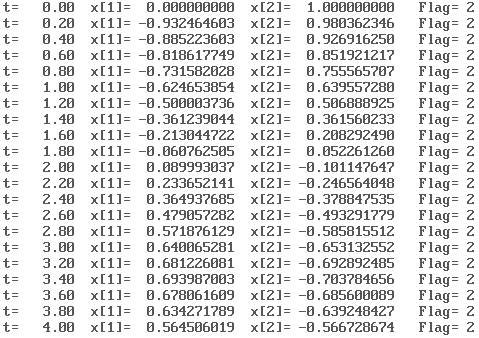 t=   0.00  x[1]=  0.000000000  x[2]=  1.000000000   Flag= 2
t=   0.20  x[1]= -0.932464603  x[2]=  0.980362346   Flag= 2
t=   0.40  x[1]= -0.885223603  x[2]=  0.926916250   Flag= 2
t=   0.60  x[1]= -0.818617749  x[2]=  0.851921217   Flag= 2
t=   0.80  x[1]= -0.731582028  x[2]=  0.755565707   Flag= 2
t=   1.00  x[1]= -0.624653854  x[2]=  0.639557280   Flag= 2
t=   1.20  x[1]= -0.500003736  x[2]=  0.506888925   Flag= 2
t=   1.40  x[1]= -0.361239044  x[2]=  0.361560233   Flag= 2
t=   1.60  x[1]= -0.213044722  x[2]=  0.208292490   Flag= 2
t=   1.80  x[1]= -0.060762505  x[2]=  0.052261260   Flag= 2
t=   2.00  x[1]=  0.089993037  x[2]= -0.101147647   Flag= 2
t=   2.20  x[1]=  0.233652141  x[2]= -0.246564048   Flag= 2
t=   2.40  x[1]=  0.364937685  x[2]= -0.378847535   Flag= 2
t=   2.60  x[1]=  0.479057282  x[2]= -0.493291779   Flag= 2
t=   2.80  x[1]=  0.571876129  x[2]= -0.585815512   Flag= 2
t=   3.00  x[1]=  0.640065281  x[2]= -0.653132552   Flag= 2
t=   3.20  x[1]=  0.681226081  x[2]= -0.692892485   Flag= 2
t=   3.40  x[1]=  0.693987003  x[2]= -0.703784656   Flag= 2
t=   3.60  x[1]=  0.678061609  x[2]= -0.685600089   Flag= 2
t=   3.80  x[1]=  0.634271789  x[2]= -0.639248427   Flag= 2
t=   4.00  x[1]=  0.564506019  x[2]= -0.566728674   Flag= 2